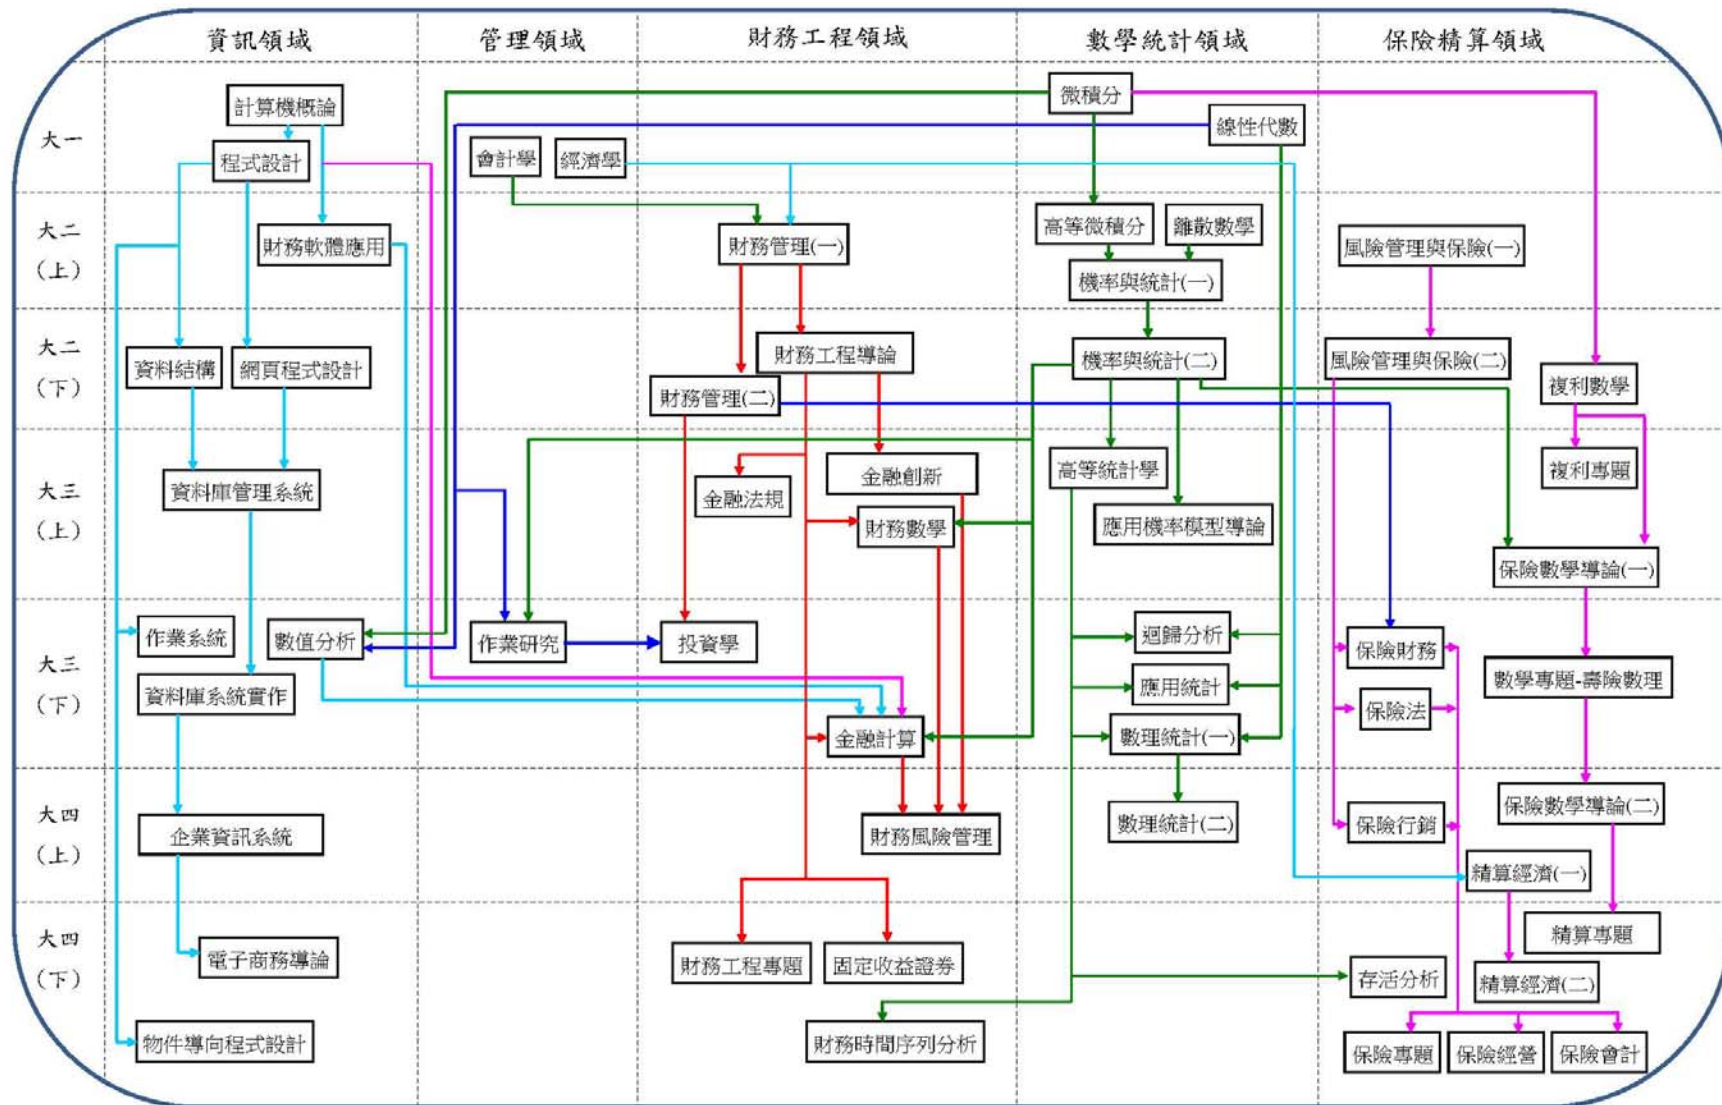 資訊領域
管理領域
財務工程領域
數學統計領域
保險精算領域
大一
計算機概論
微積分
線性代數
程式設計
會計學
經濟學
大二
(上)
財務軟體應用
財務管理(一)
高等微積分
離散數學
機率與統計(一)
風險管理與保險(一)
大二
(下)
資料結構
網頁程式設計
財務工程導論
財務管理(二)
機率與統計(二)
風險管理與保險(二)
複利數學
大三
(上)
資料庫管理系統
金融法規
金融創新
財務數學
高等統計學
應用機率模型導論
複利專題
保險數學導論(一)
大三
(下)
作業系統
數值分析
資料庫系統實作
作業研究
投資學
金融計算
迴歸分析
應用統計
數理統計(一)
保險財務
保險法
數學專題-壽險數理
大四
(上)
企業資訊系統
財務風險管理
數理統計(二)
保險行銷
保險數學導論(二)
精算經濟(一)
大四
(下)
電子商務導論
物件導向程式設計
財務工程專題
固定收益證券
財務時間序列分析
存活分析
精算專題
精算經濟(二)
保險專題
保險經營
保險會計